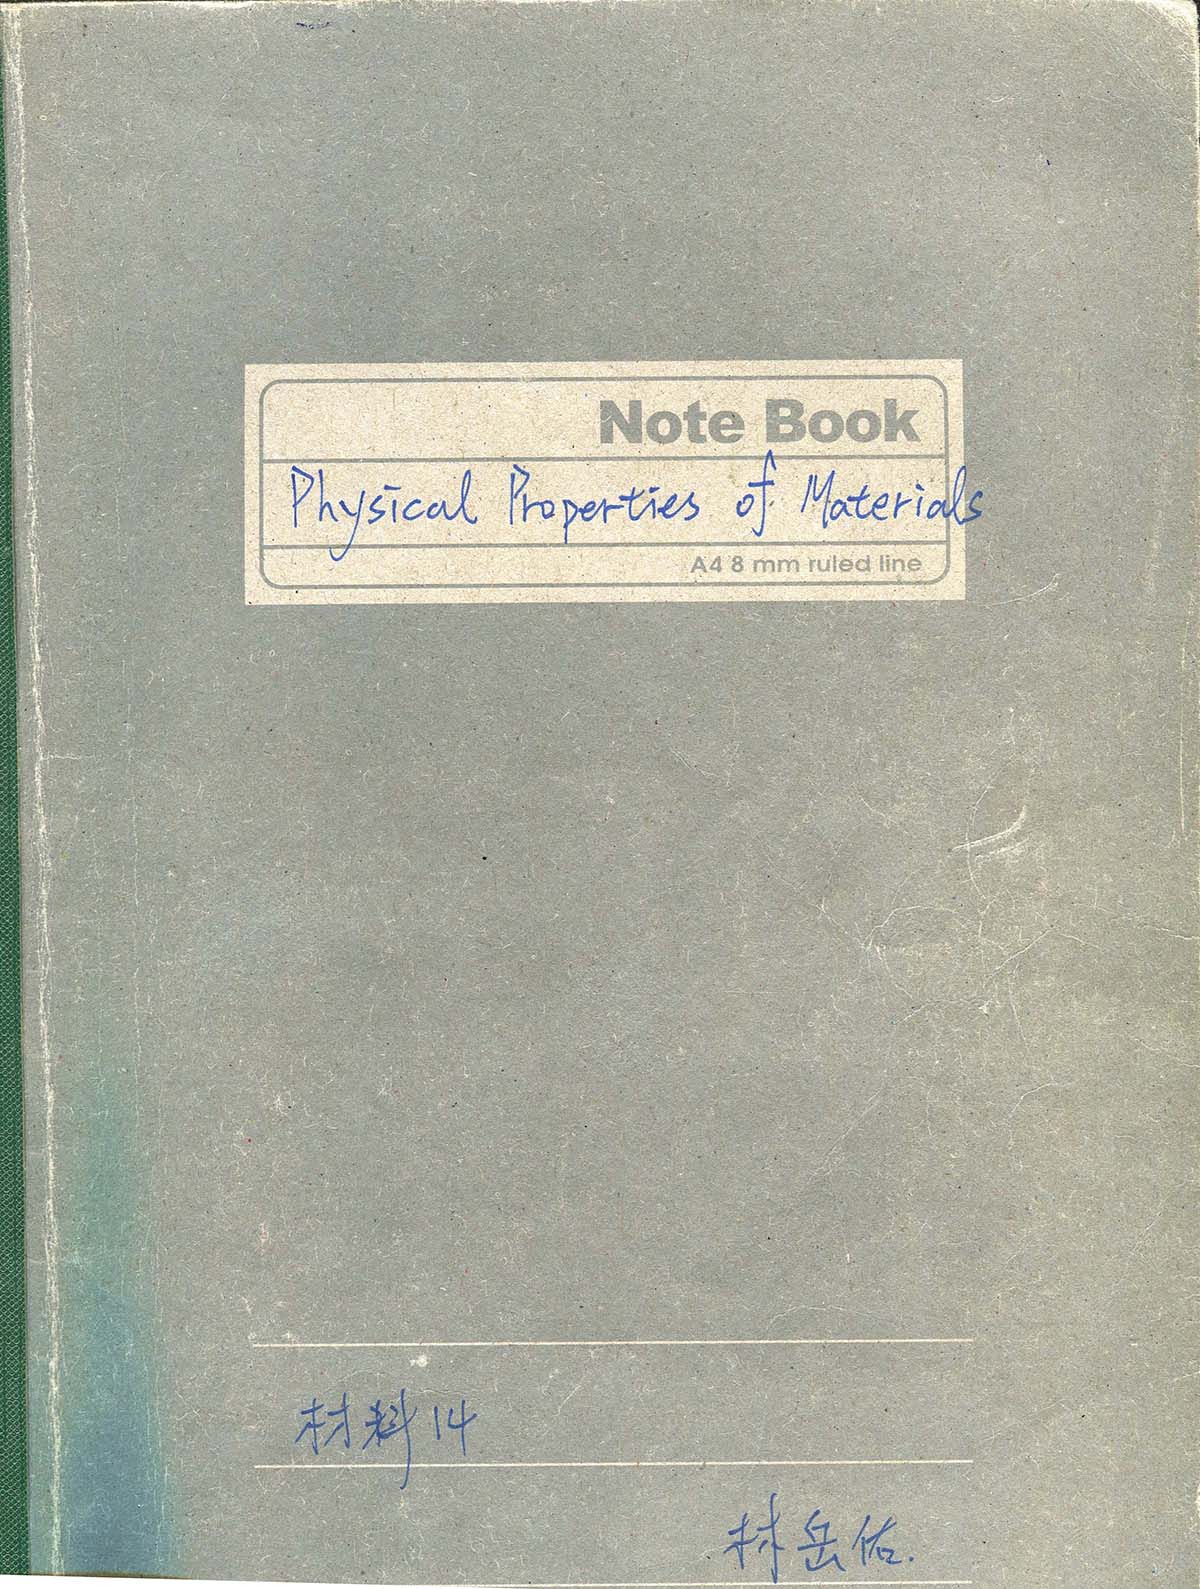 Note Book
Physical Properties of Materials
A4 8 mm ruled line
材料14
林岳佑.